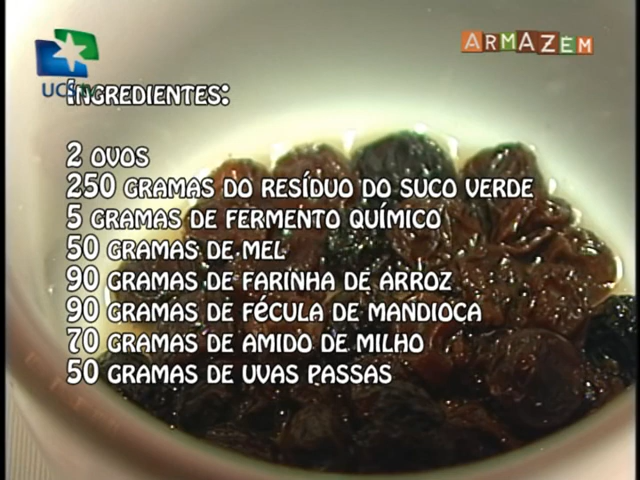 ARMAZÉM
UCS TV
INGREDIENTES:
2 OVOS
250 GRAMAS DO RESÍDUO DO SUCO VERDE
5 GRAMAS DE FERMENTO QUÍMICO
50 GRAMAS DE MEL
90 GRAMAS DE FARINHA DE ARROZ
90 GRAMAS DE FÉCULA DE MANDIOCA
70 GRAMAS DE AMIDO DE MILHO
50 GRAMAS DE UVAS PASSAS